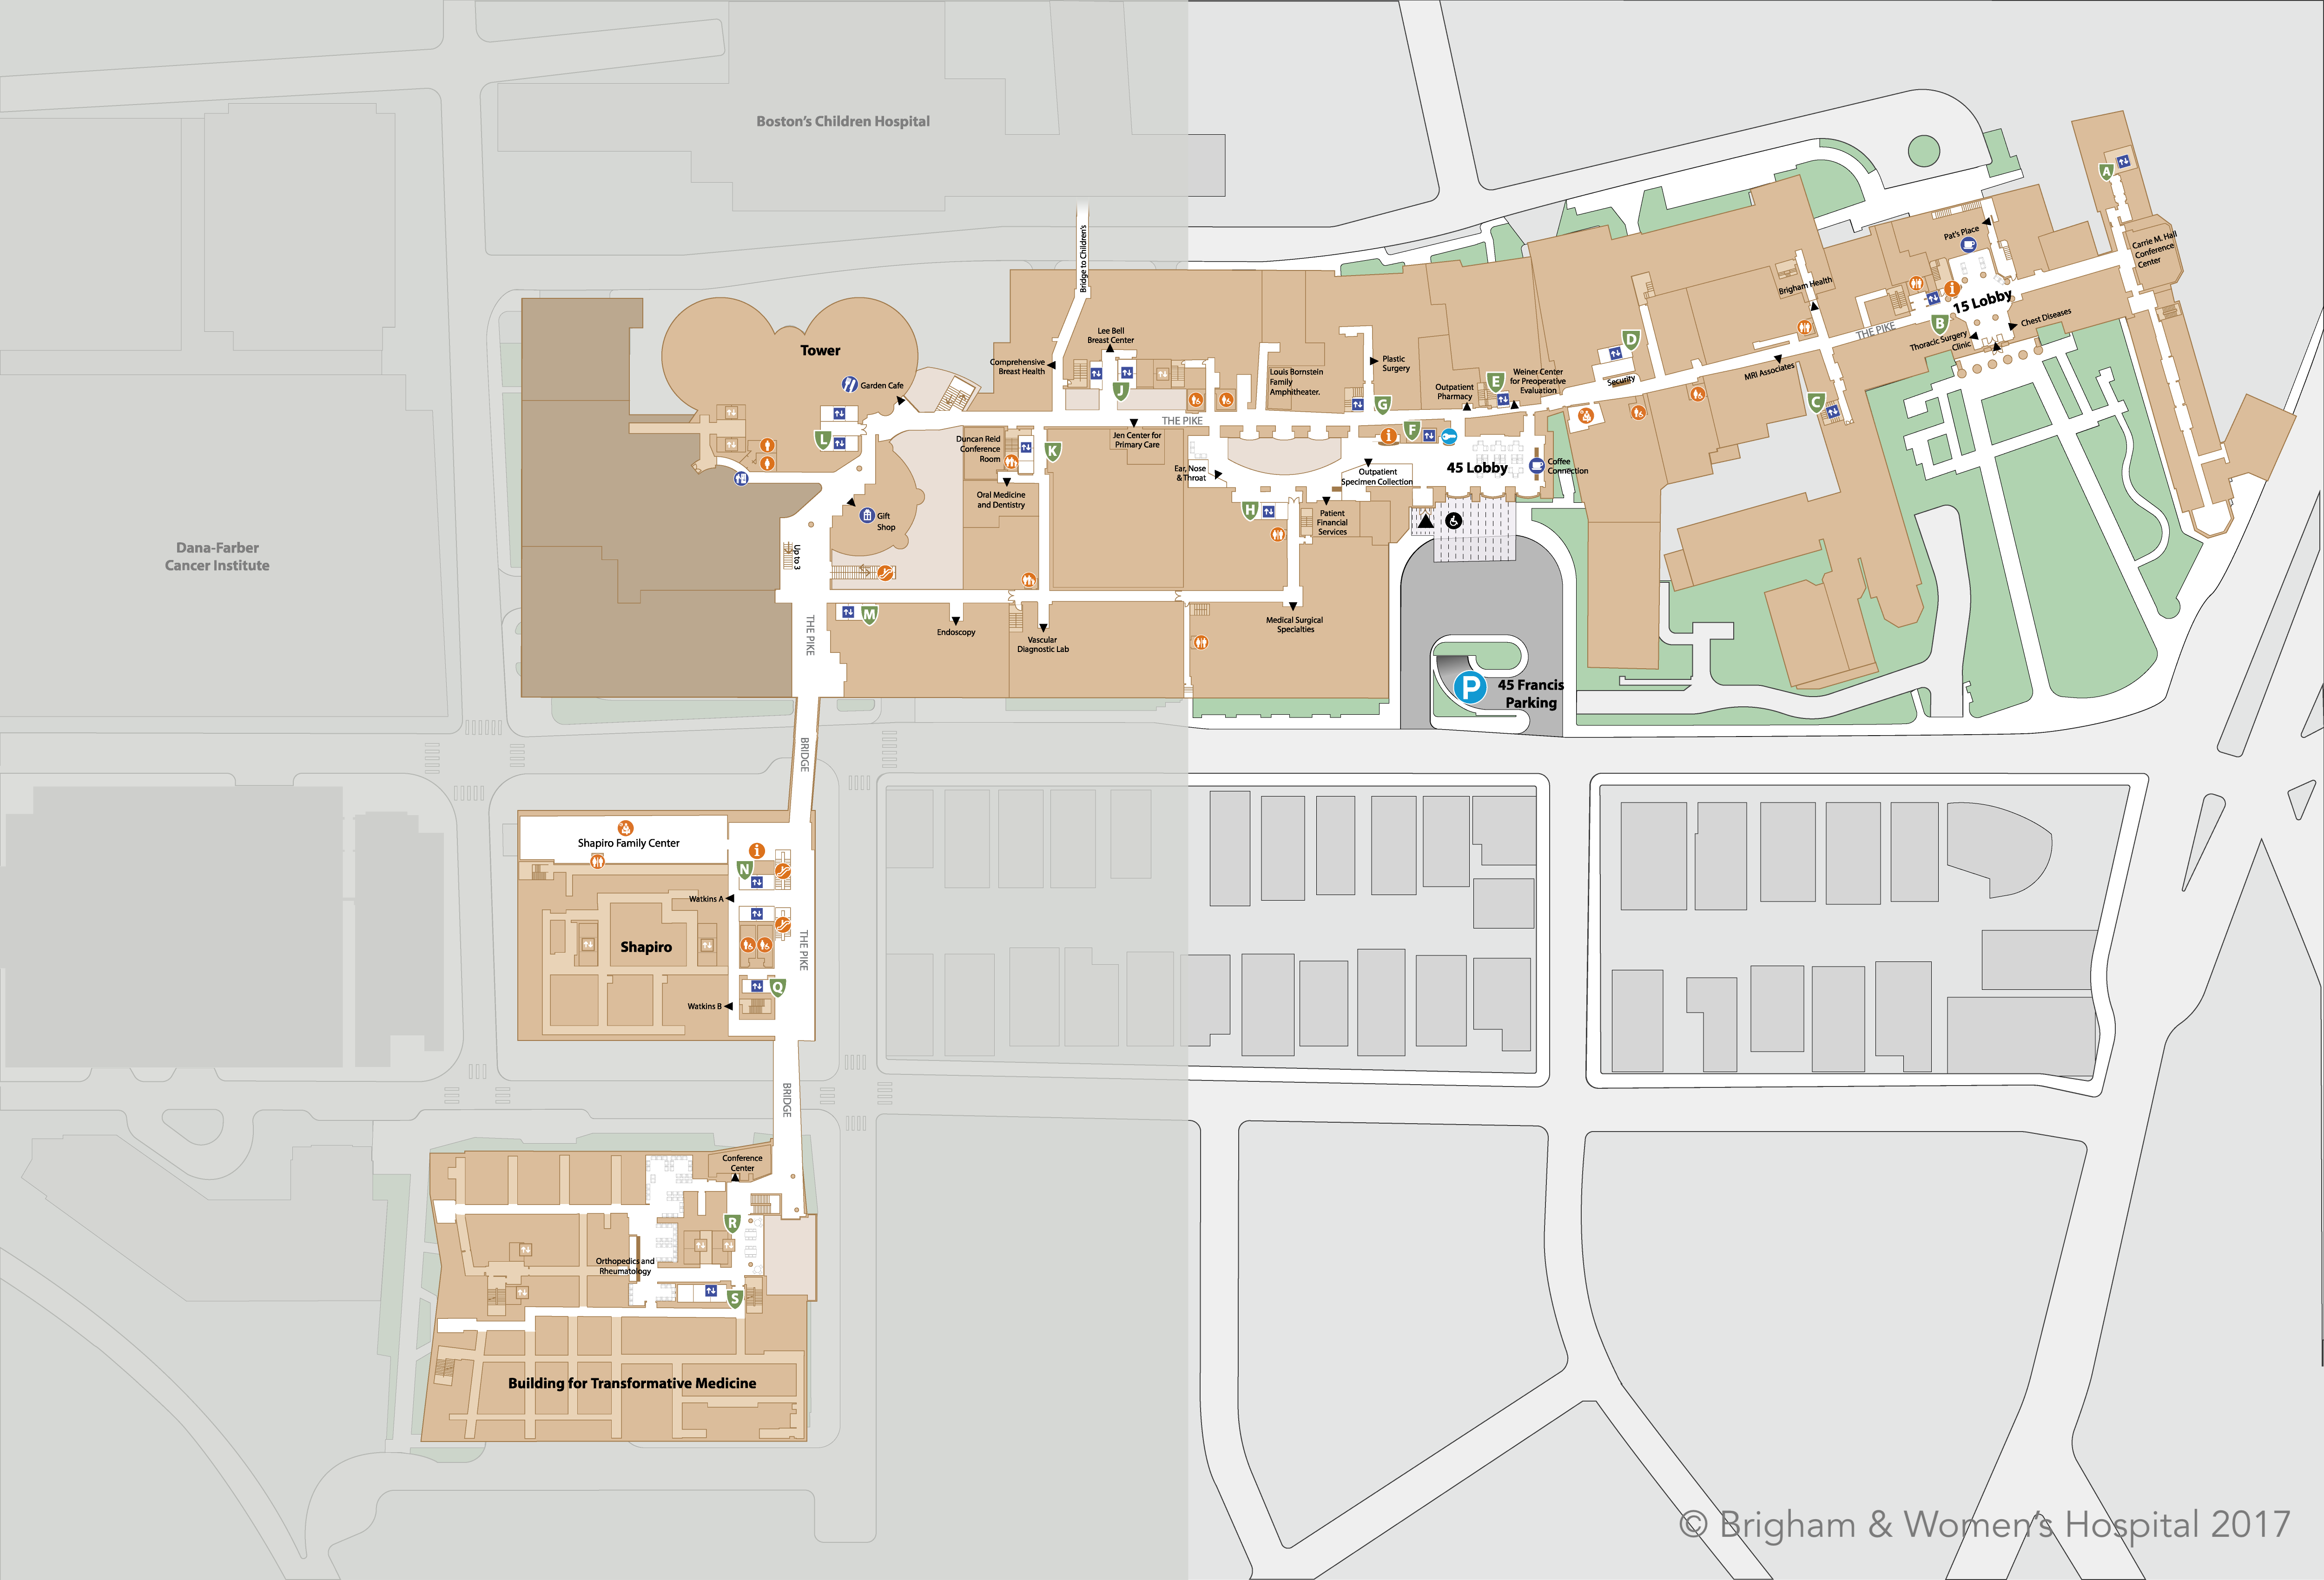 Boston's Children Hospital
A
Pat's Place
Carrie M. Hall
Conference
Center
Bridge to Children's
Brigham Health
15 Lobby
THE PIKE
B
Chest Diseases
Thoracic Surgery
Clinic
Tower
Lee Bell
Breast Center
Comprehensive
Breast Health
J
Plastic
Surgery
Louis Bornstein
Family
Amphitheater.
D
Security
MRI Associates
Weiner Center
for Preoperative
Evaluation
E
Outpatient
Pharmacy
Garden Cafe
G
C
THE PIKE
L
Duncan Reid
Conference
Room
K
Jen Center for
Primary Care
F
45 Lobby
Coffee
Connection
Ear, Nose
& Throat
Outpatient
Specimen Collection
Oral Medicine
and Dentistry
H
Patient
Financial
Services
Gift
Shop
Dana-Farber
Cancer Institute
Up to 3
M
THE PIKE
Endoscopy
Vascular
Diagnostic Lab
Medical Surgical
Specialties
P
45 Francis
Parking
BRIDGE
Shapiro Family Center
N
Watkins A
Shapiro
THE PIKE
Q
Watkins B
BRIDGE
Conference
Center
R
Orthopedics and
Rheumatology
S
Building for Transformative Medicine
© Brigham & Women's Hospital 2017